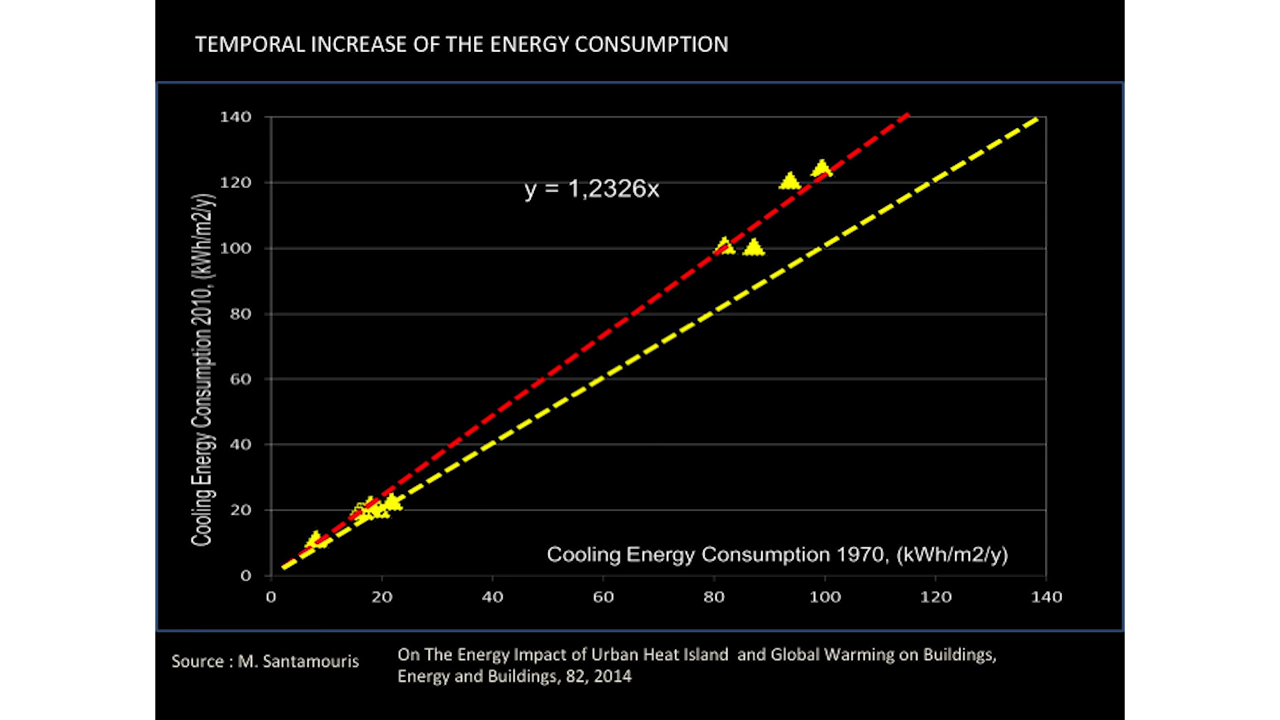 TEMPORAL INCREASE OF THE ENERGY CONSUMPTION
140
120
100
80
60
40
20
0
y = 1,2326x
Cooling Energy Consumption 2010, (kWh/m2/y)
Cooling Energy Consumption 1970, (kWh/m2/y)
0 20 40 60 80 100 120 140
Source : M. Santamouris
On The Energy Impact of Urban Heat Island and Global Warming on Buildings,
Energy and Buildings, 82, 2014